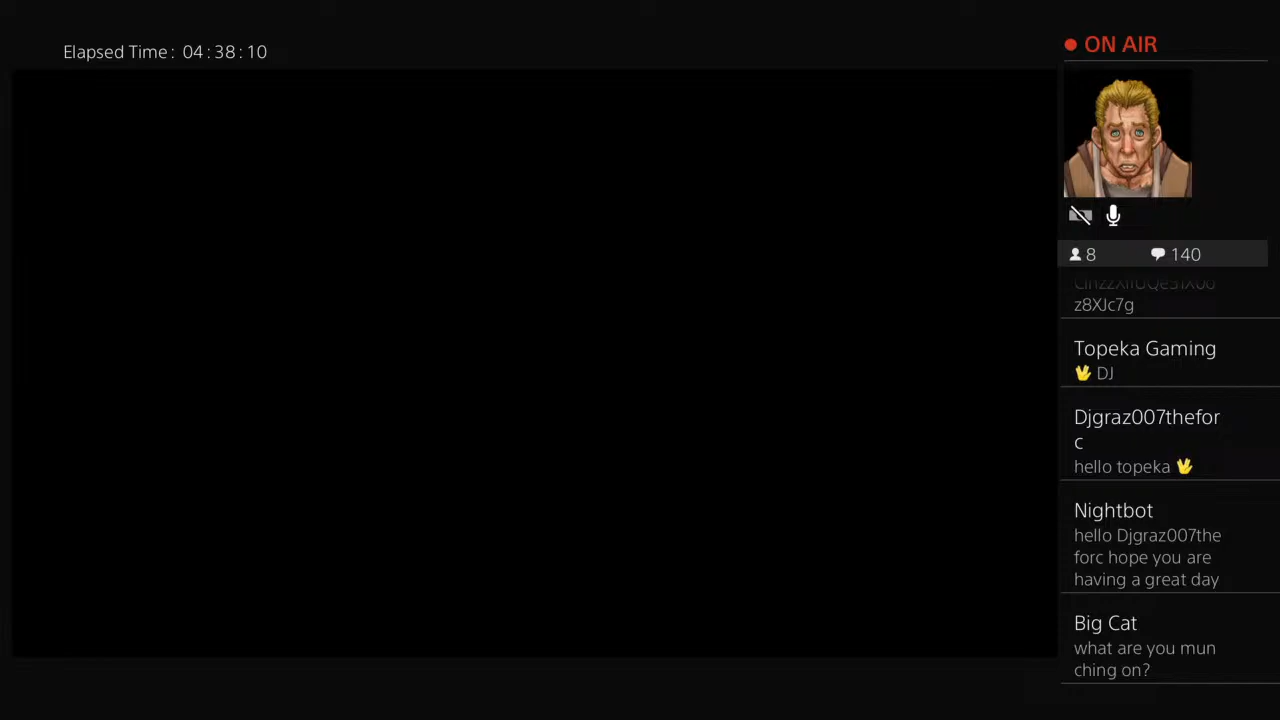 Elapsed Time: 04:38:10
ON AIR
8 140
z8XJc7g
Topeka Gaming
🖖 DJ
Djgraz007thefor
c
hello topeka 🖖
Nightbot
hello Djgraz007the
forc hope you are
having a great day
Big Cat
what are you mun
ching on?